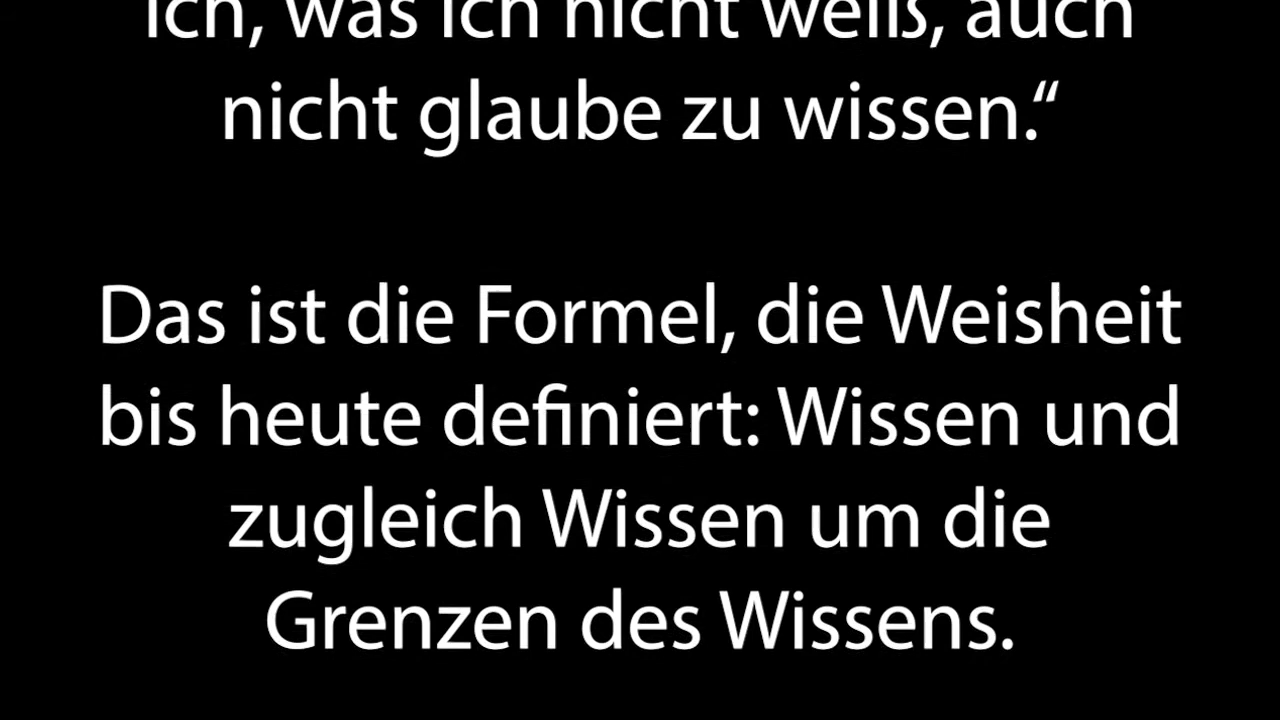 ich, was ich nicht weiß, auch
nicht glaube zu wissen.“
Das ist die Formel, die Weisheit
bis heute definiert: Wissen und
zugleich Wissen um die
Grenzen des Wissens.